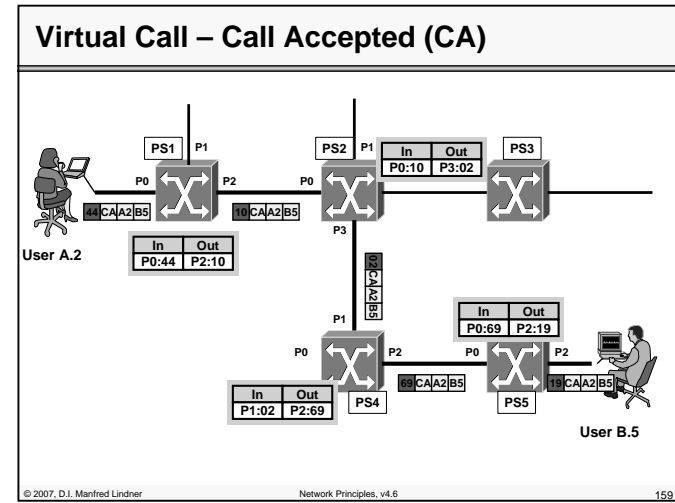 Virtual Call – Call Accepted (CA)
PS1 P1
PS2 P1
In Out
P0:10 P3:02
PS3
P0 P2 P0
44 CA A2 B5
10 CA A2 B5
User A.2
In Out
P0:44 P2:10
P3
02 CA A2 B5
P1
In Out
P0:69 P2:19
P0 P2 P0 P2
In Out
P1:02 P2:69
PS4
69 CA A2 B5
PS5
19 CA A2 B5
User B.5
© 2007, D.I. Manfred Lindner
Network Principles, v4.6
159